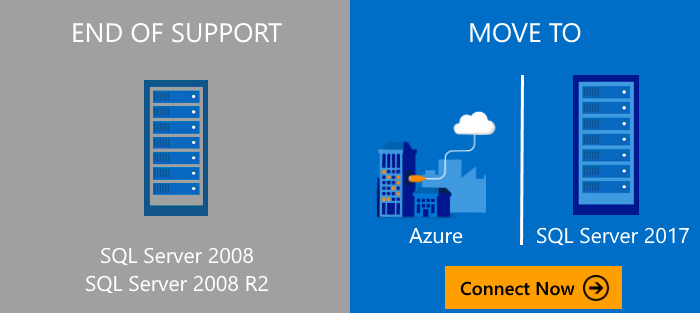 END OF SUPPORT
SQL Server 2008
SQL Server 2008 R2
MOVE TO
Azure
SQL Server 2017
Connect Now